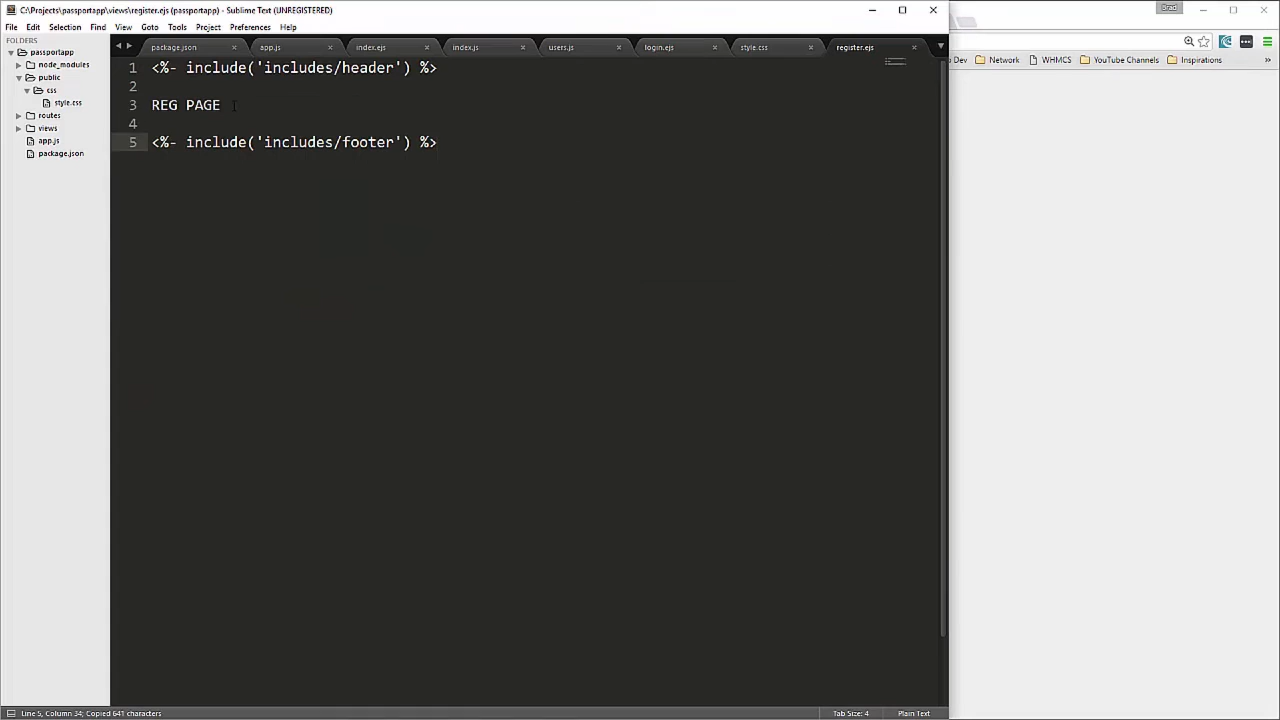 C:\Projects\passportapp\views\register.ejs (passportapp) - Sublime Text (UNREGISTERED)
Brad
File Edit Selection Find View Goto Tools Project Preferences Help
FOLDERS
passportapp
node_modules
public
css
style.css
routes
views
app.js
package.json
package.json app.js index.ejs index.js users.js login.ejs style.css register.ejs
Dev Network WHMCS YouTube Channels Inspirations
1 <%- include('includes/header') %>
2
3 REG PAGE
4
5 <%- include('includes/footer') %>
Line 5, Column 34; Copied 641 characters
Tab Size: 4 Plain Text